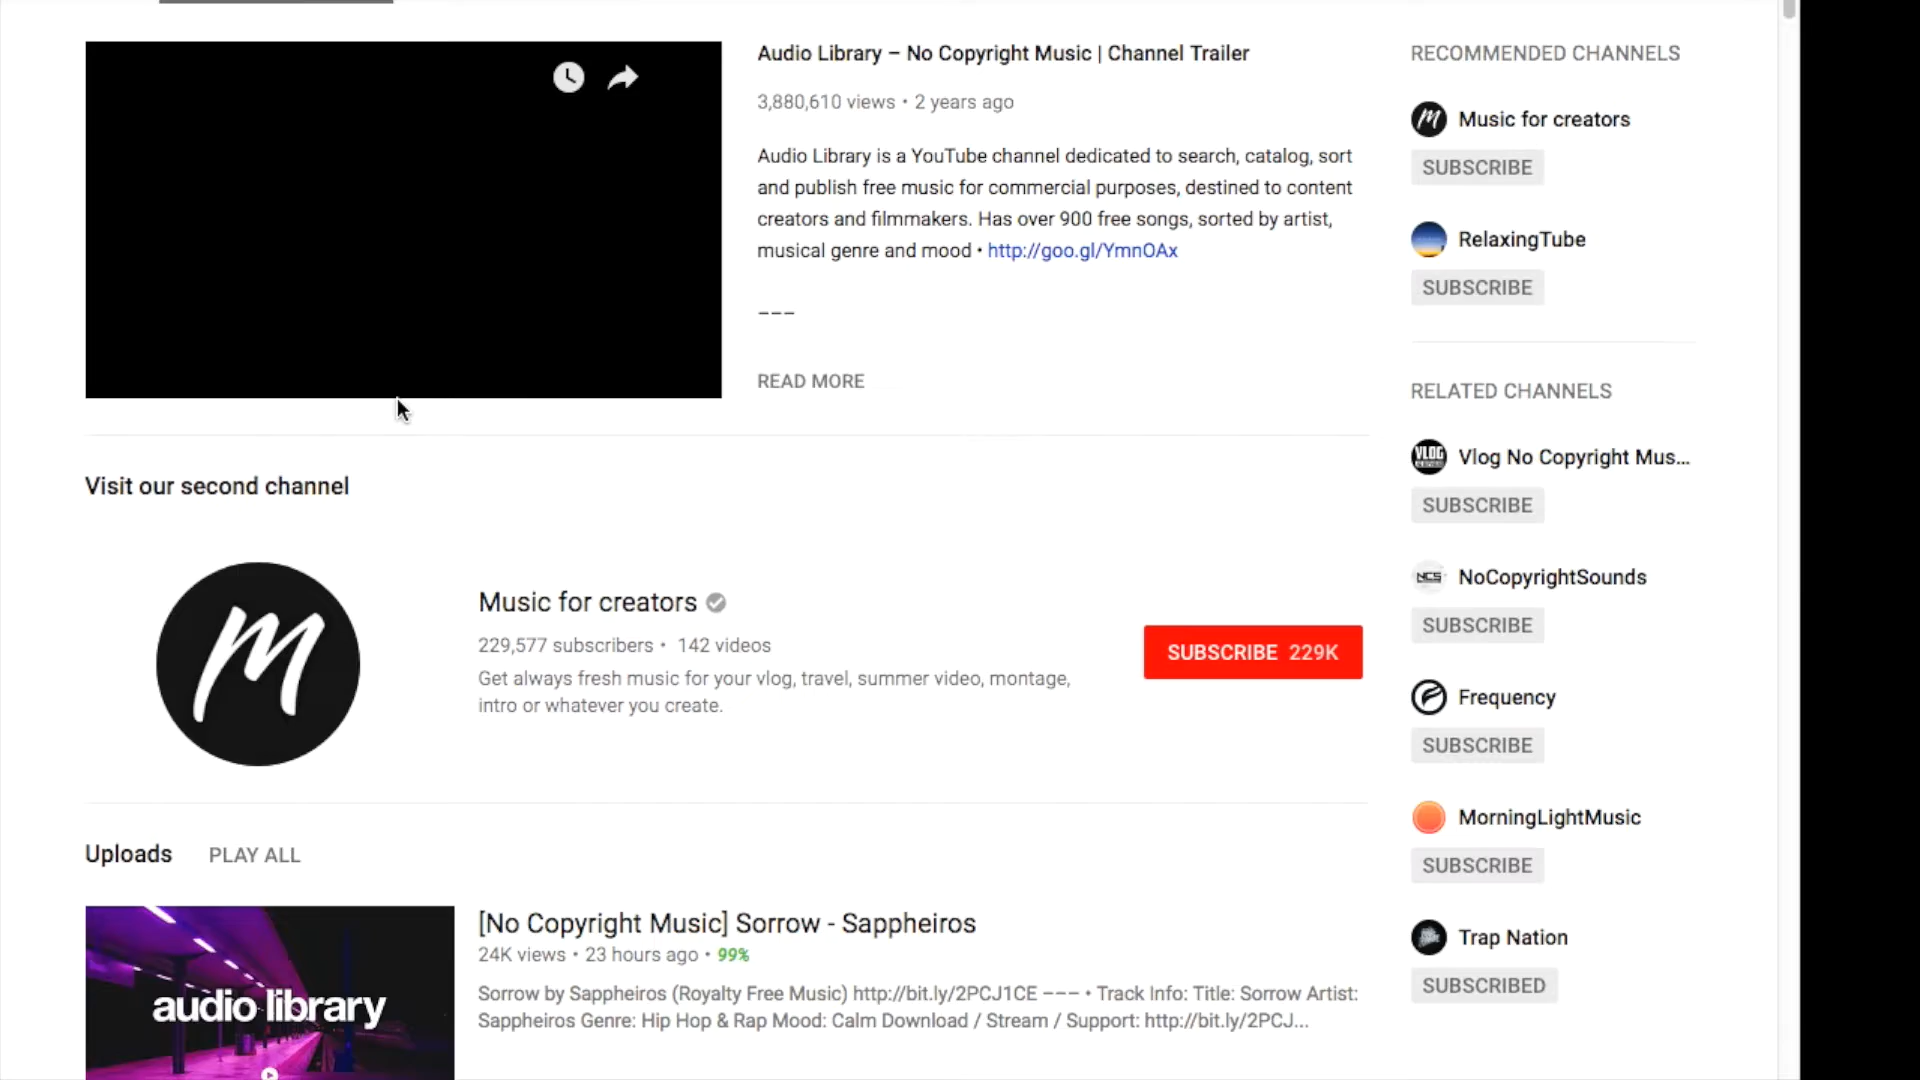 Audio Library – No Copyright Music | Channel Trailer
3,880,610 views • 2 years ago
Audio Library is a YouTube channel dedicated to search, catalog, sort
and publish free music for commercial purposes, destined to content
creators and filmmakers. Has over 900 free songs, sorted by artist,
musical genre and mood • http://goo.gl/YmnOAx
–––
READ MORE
Visit our second channel
M
Music for creators
229,577 subscribers • 142 videos
Get always fresh music for your vlog, travel, summer video, montage,
intro or whatever you create.
SUBSCRIBE 229K
Uploads PLAY ALL
audio library
[No Copyright Music] Sorrow - Sappheiros
24K views • 23 hours ago • 99%
Sorrow by Sappheiros (Royalty Free Music) http://bit.ly/2PCJ1CE ––– • Track Info: Title: Sorrow Artist:
Sappheiros Genre: Hip Hop & Rap Mood: Calm Download / Stream / Support: http://bit.ly/2PCJ...
RECOMMENDED CHANNELS
M Music for creators
SUBSCRIBE
RelaxingTube
SUBSCRIBE
RELATED CHANNELS
VLOG Vlog No Copyright Mus...
SUBSCRIBE
NCS NoCopyrightSounds
SUBSCRIBE
Frequency
SUBSCRIBE
MorningLightMusic
SUBSCRIBE
Trap Nation
SUBSCRIBED